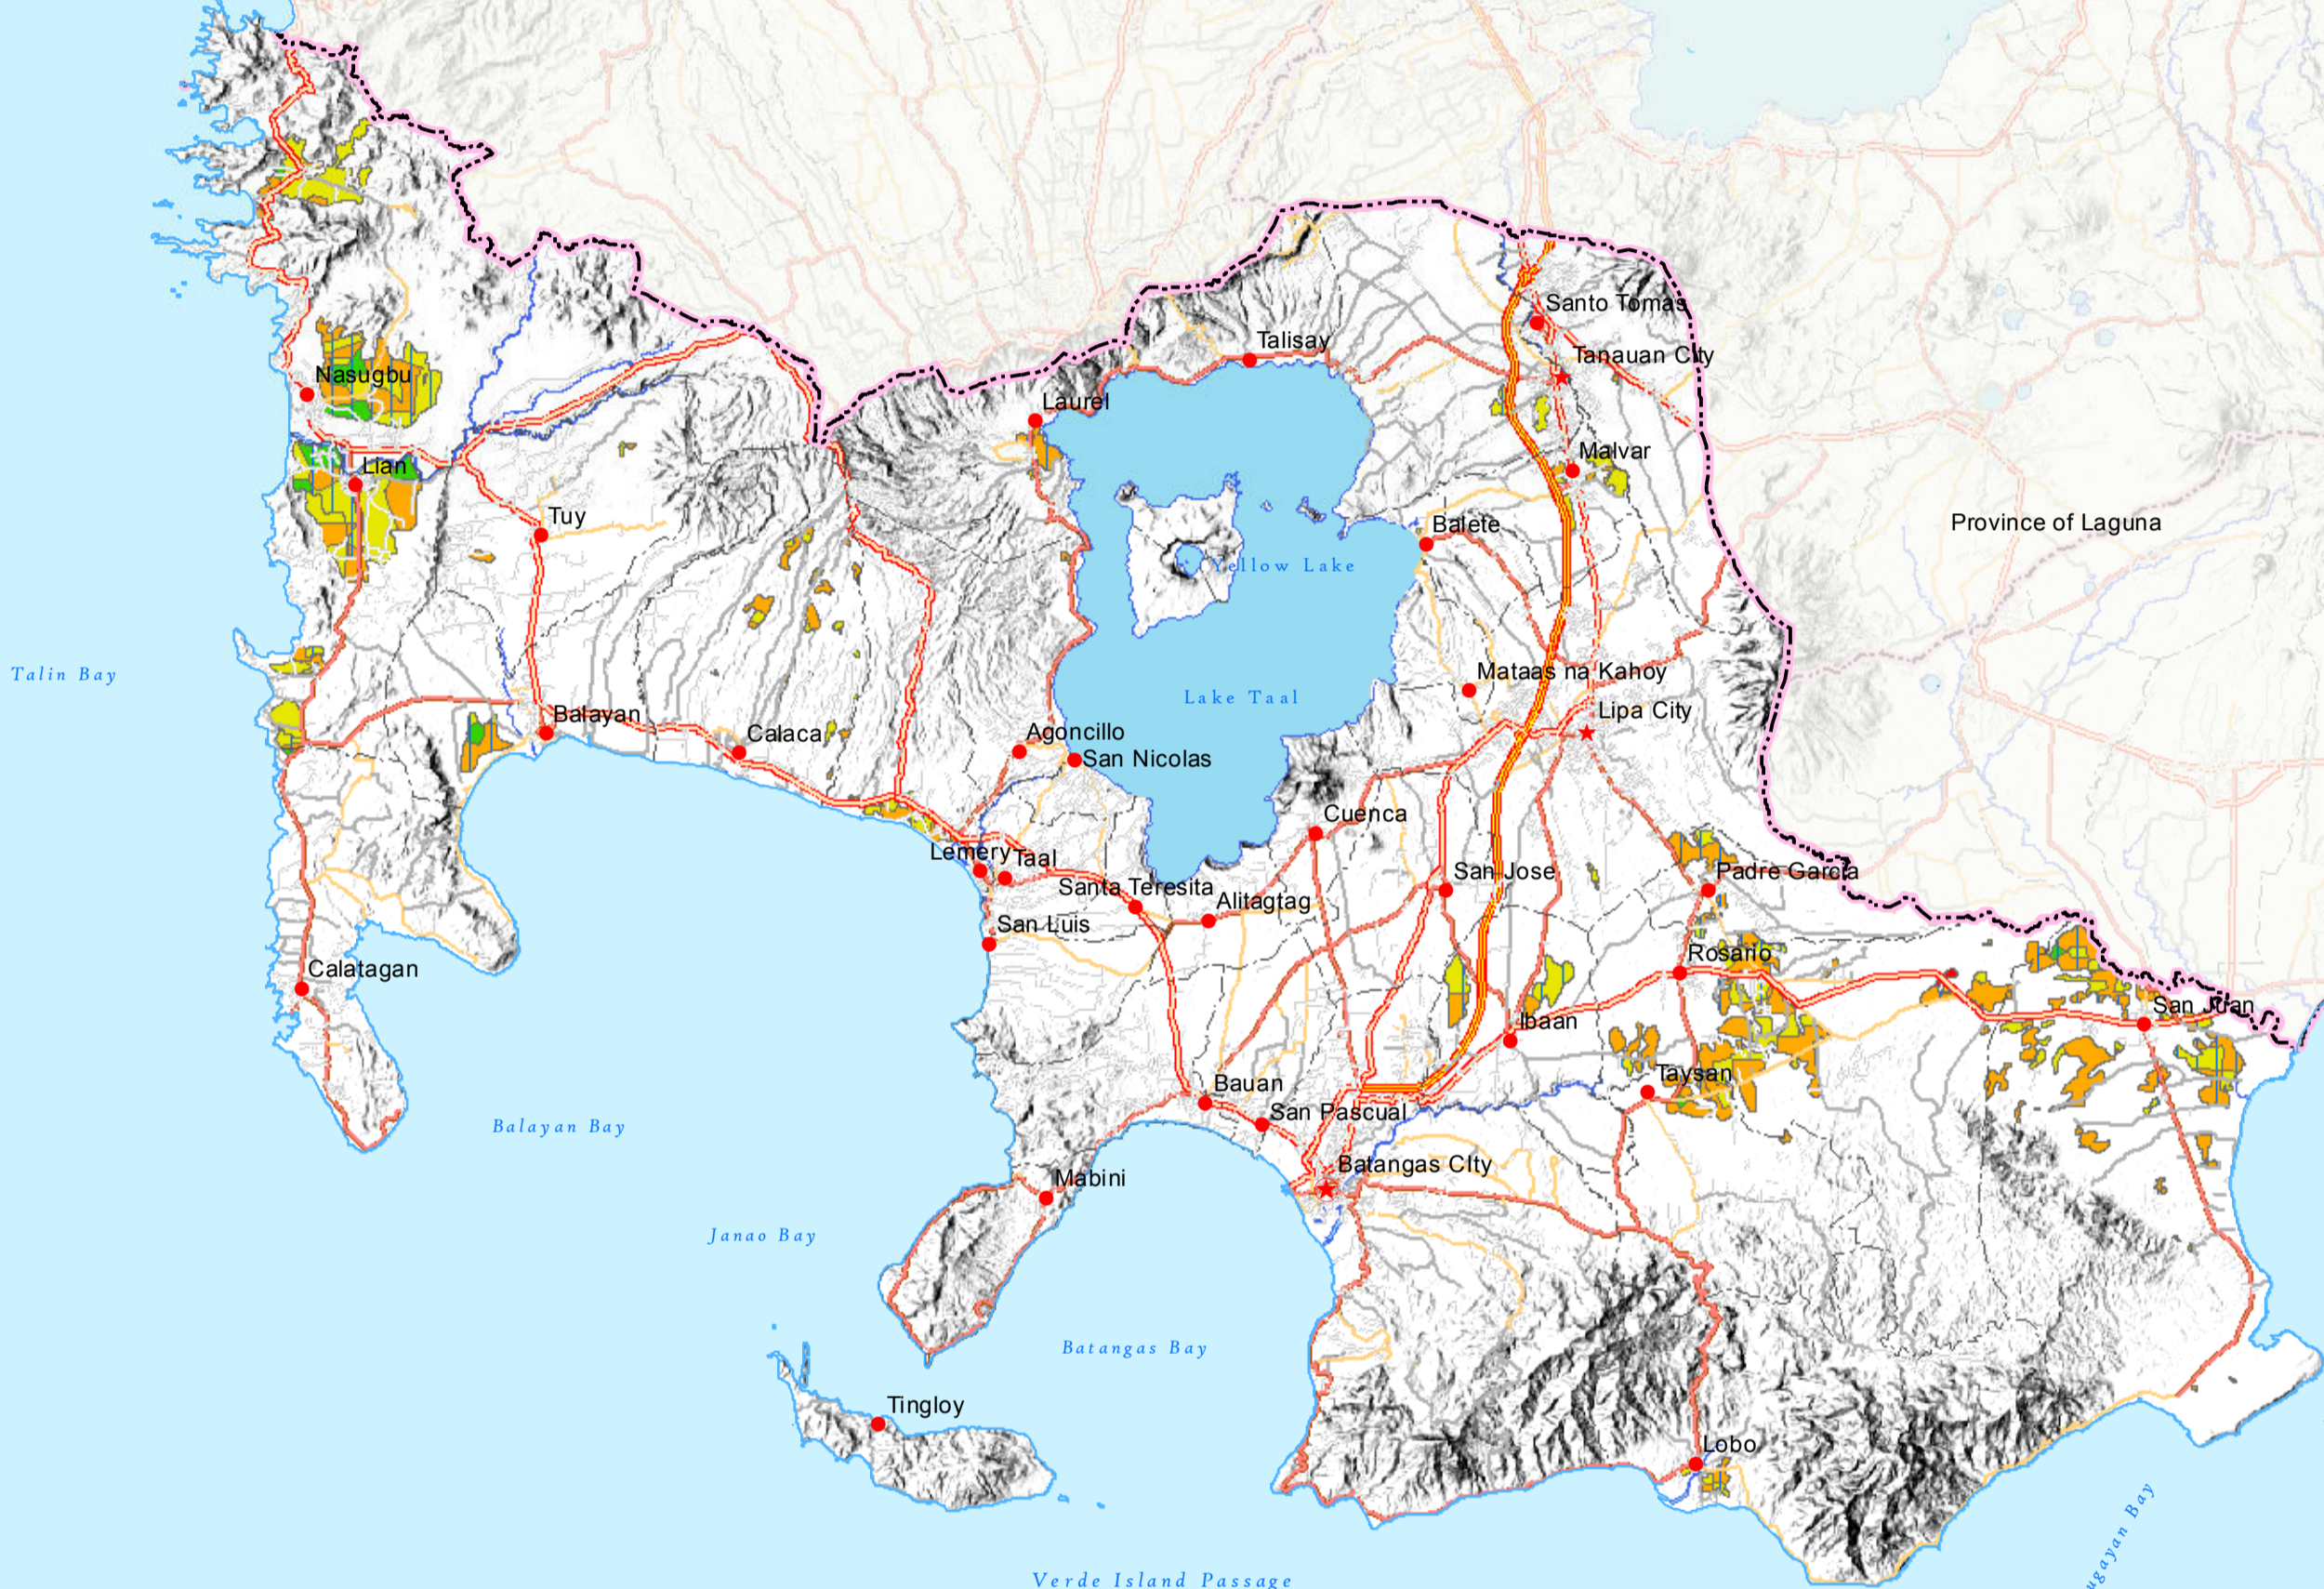 Santo Tomas
Talisay
Tanauan City
Nasugbu
Laurel
Malvar
Lian
Tuy
Balete
Province of Laguna
Yellow Lake
Talin Bay
Mataas na Kahoy
Lake Taal
Lipa City
Balayan
Calaca
Agoncillo
San Nicolas
Cuenca
Lemery
Taal
San Jose
Padre Garcia
Santa Teresita
Alitagtag
San Luis
Rosario
Calatagan
San Juan
Ibaan
Taysan
Bauan
San Pascual
Balayan Bay
Batangas CIty
Mabini
Janao Bay
Batangas Bay
Tingloy
Lobo
Verde Island Passage
ugayan Bay